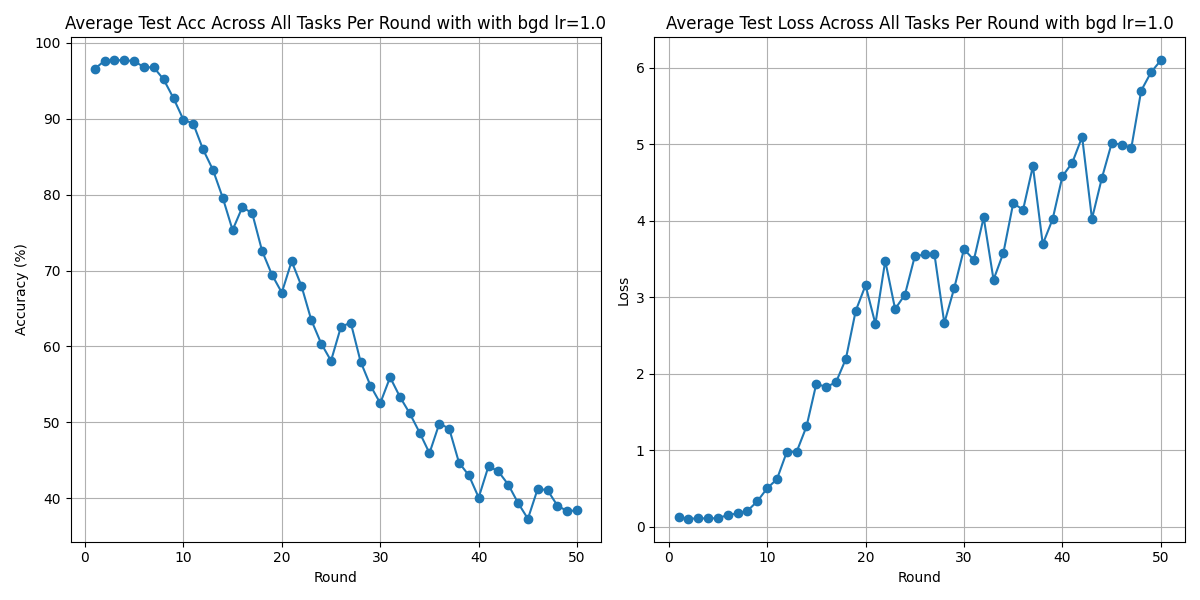 Average Test Acc Across All Tasks Per Round with with bgd lr=1.0
Accuracy (%)
100
90
80
70
60
50
40
0 10 20 30 40 50
Round
Average Test Loss Across All Tasks Per Round with bgd lr=1.0
Loss
6
5
4
3
2
1
0
0 10 20 30 40 50
Round